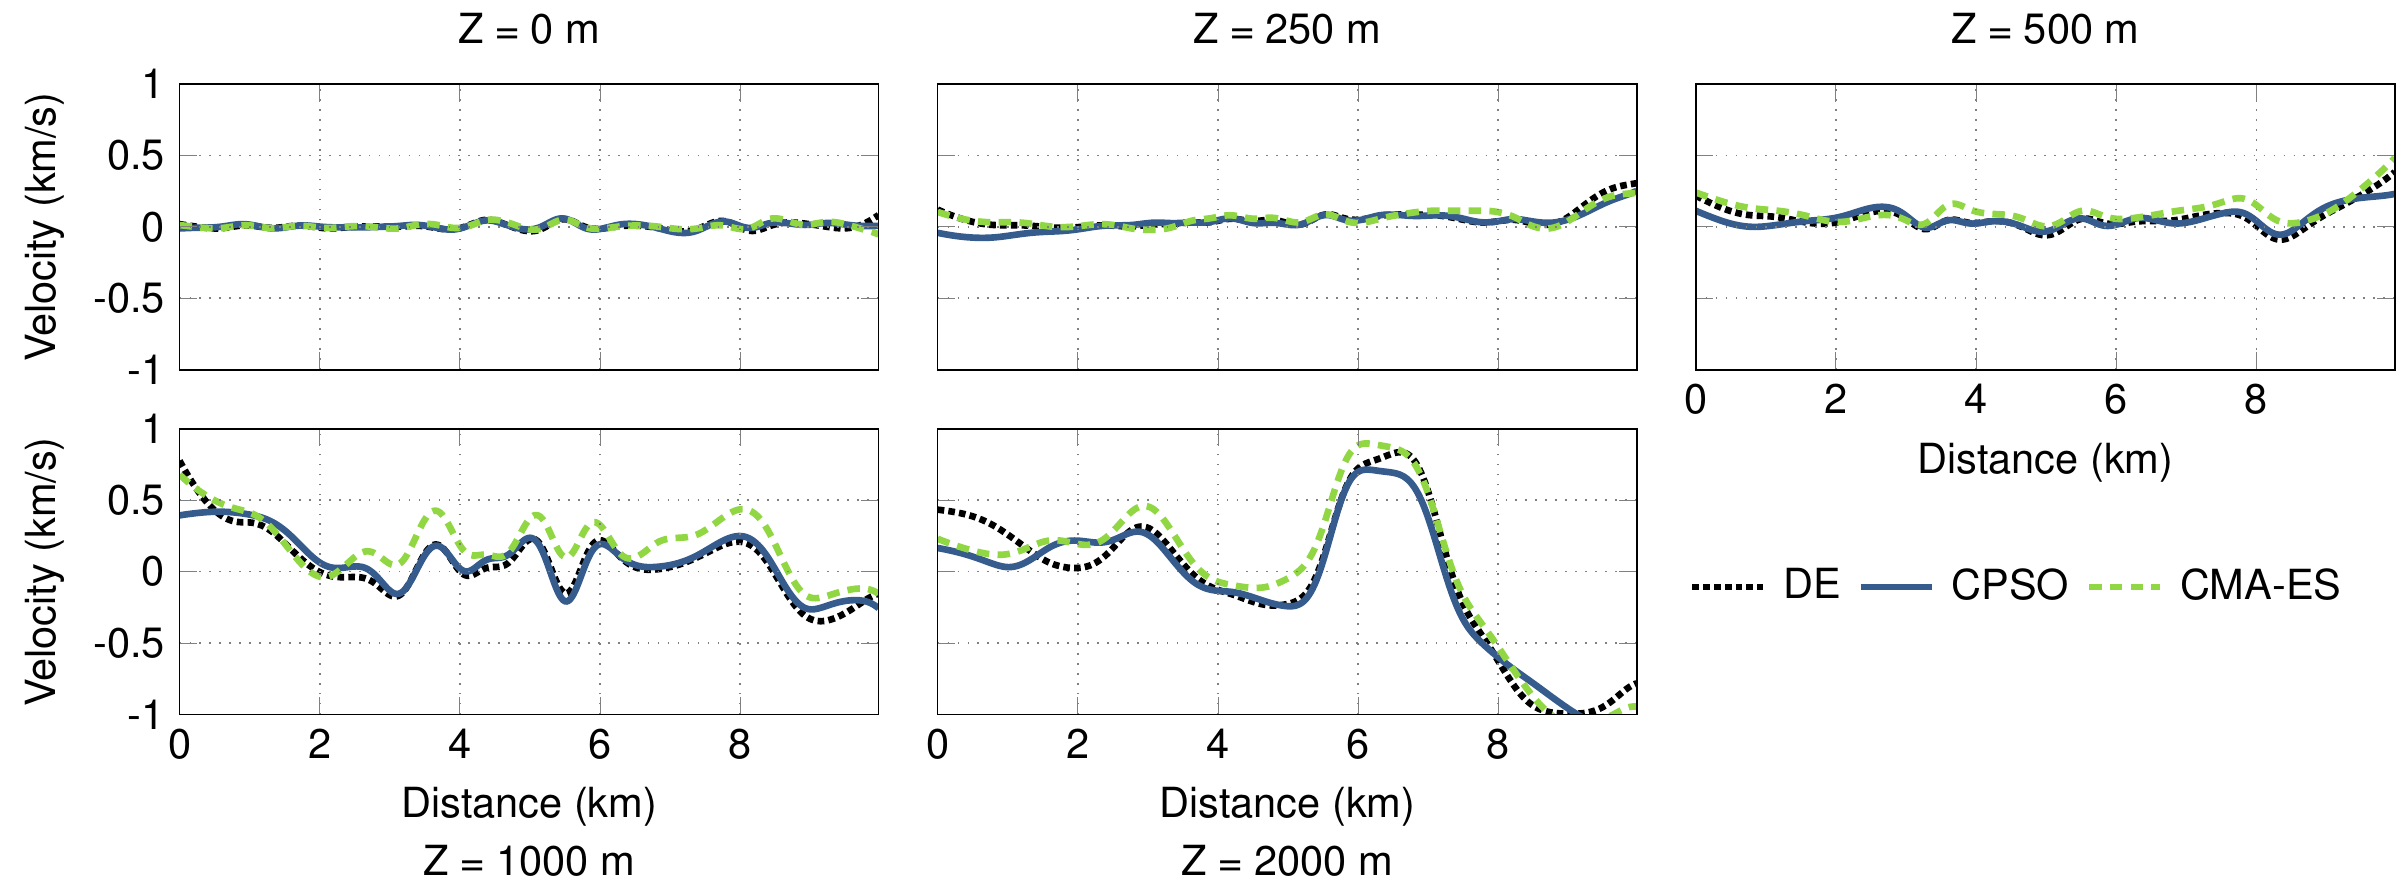 Z = 0 m
Z = 250 m
Z = 500 m
Velocity (km/s)
1
0.5
0
-0.5
-1
0 2 4 6 8
Distance (km)
Velocity (km/s)
1
0.5
0
-0.5
-1
0 2 4 6 8
Distance (km)
Z = 1000 m
0 2 4 6 8
Distance (km)
Z = 2000 m
DE CPSO CMA-ES